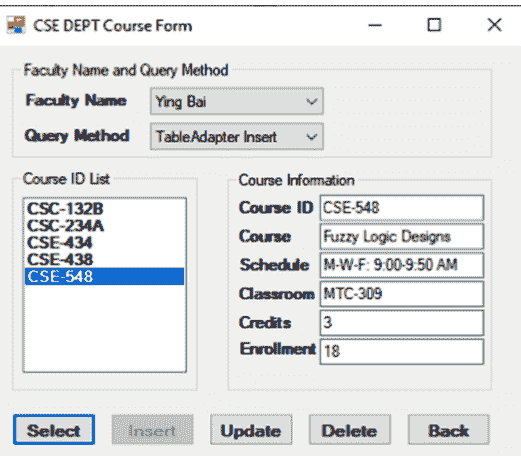 CSE DEPT Course Form
Faculty Name and Query Method
Faculty Name Ying Bai
Query Method TableAdapter Insert
Course ID List
CSC-132B
CSC-234A
CSE-434
CSE-438
CSE-548
Course Information
Course ID CSE-548
Course Fuzzy Logic Designs
Schedule M-W-F: 9:00-9:50 AM
Classroom MTC-309
Credits 3
Enrollment 18
Select Insert Update Delete Back